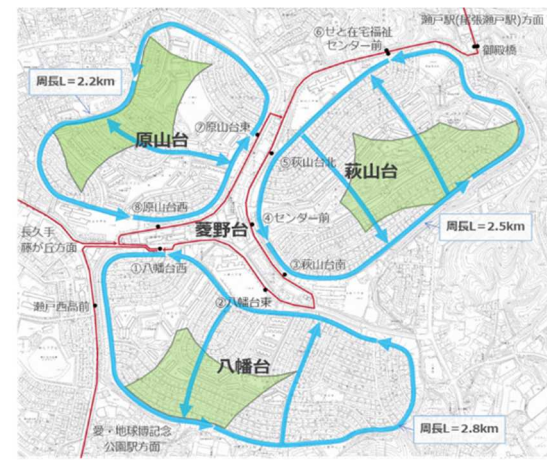 瀬戸駅(尾張瀬戸駅)方面
⑥せと在宅福祉
センター前
御殿橋
周長L=2.2km
⑦原山台東
原山台
萩山台
⑤萩山台北
⑧原山台西
④センター前
周長L=2.5km
菱野台
長久手
藤が丘方面
①八幡台西
③萩山台南
②八幡台東
瀬戸西高前
八幡台
愛・地球博記念
公園駅方面
周長L=2.8km